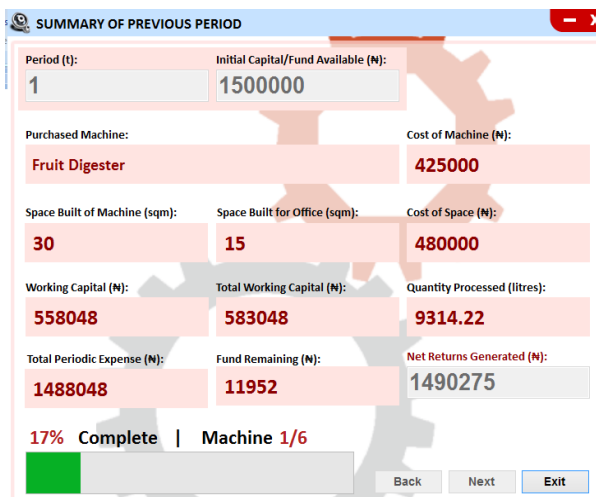 SUMMARY OF PREVIOUS PERIOD
Period (t): Initial Capital/Fund Available (₦):
1 1500000
Purchased Machine: Cost of Machine (₦):
Fruit Digester 425000
Space Built of Machine (sqm): Space Built for Office (sqm): Cost of Space (₦):
30 15 480000
Working Capital (₦): Total Working Capital (₦): Quantity Processed (litres):
558048 583048 9314.22
Total Periodic Expense (₦): Fund Remaining (₦): Net Returns Generated (₦):
1488048 11952 1490275
17% Complete | Machine 1/6
Back Next Exit